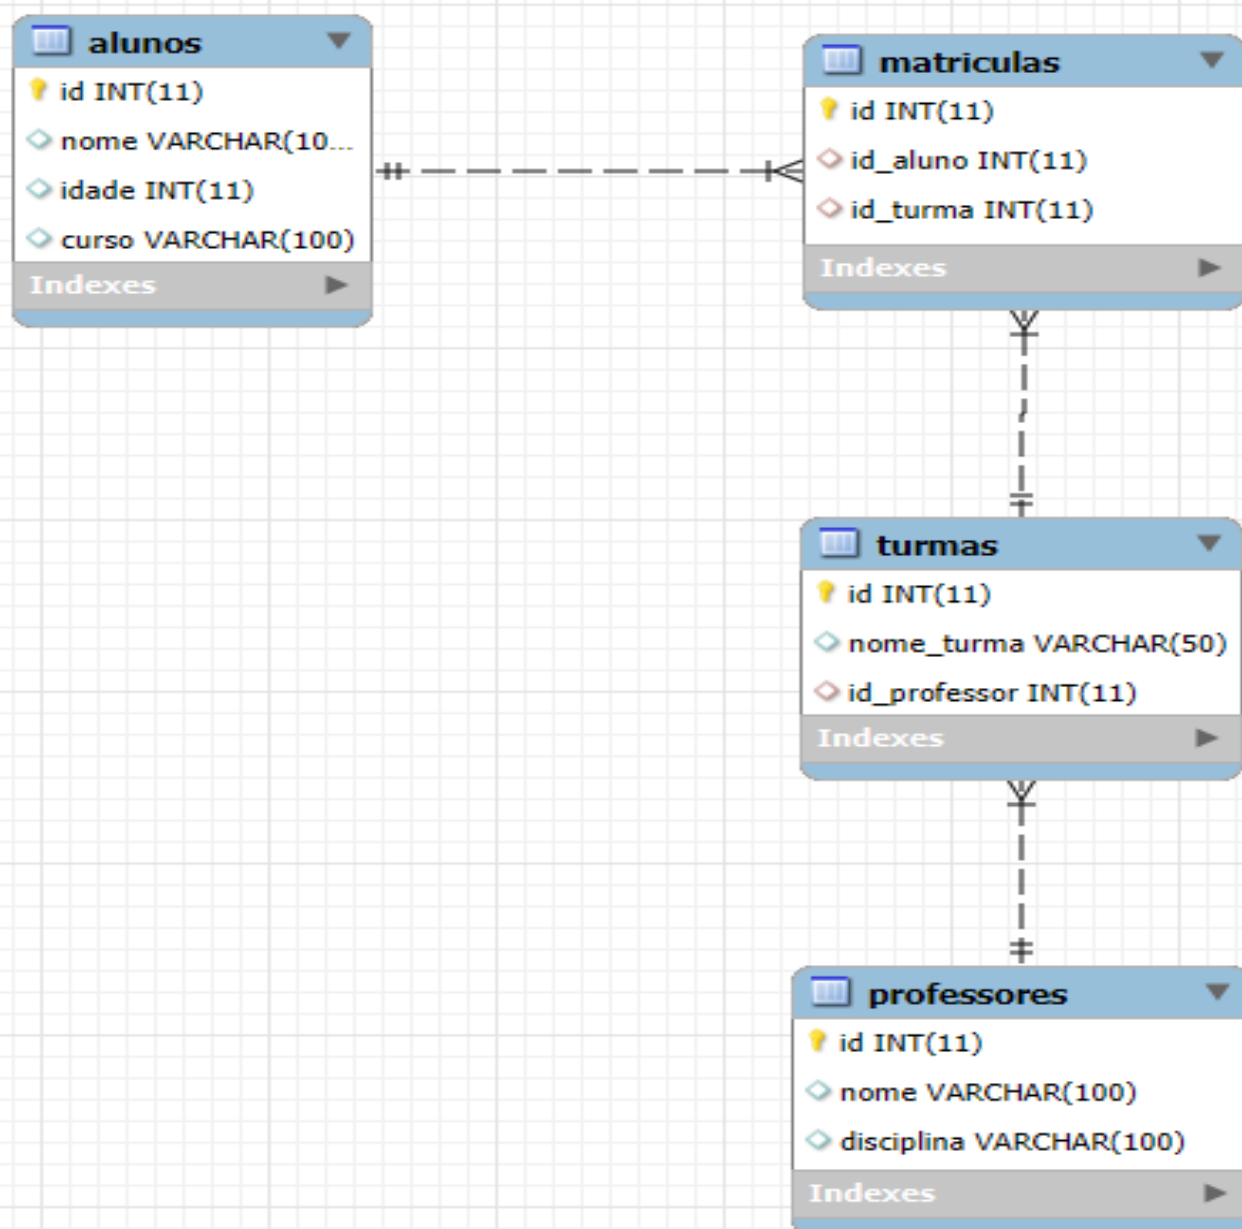 alunos
id INT(11)
nome VARCHAR(10...
idade INT(11)
curso VARCHAR(100)
Indexes
matriculas
id INT(11)
id_aluno INT(11)
id_turma INT(11)
Indexes
turmas
id INT(11)
nome_turma VARCHAR(50)
id_professor INT(11)
Indexes
professores
id INT(11)
nome VARCHAR(100)
disciplina VARCHAR(100)
Indexes